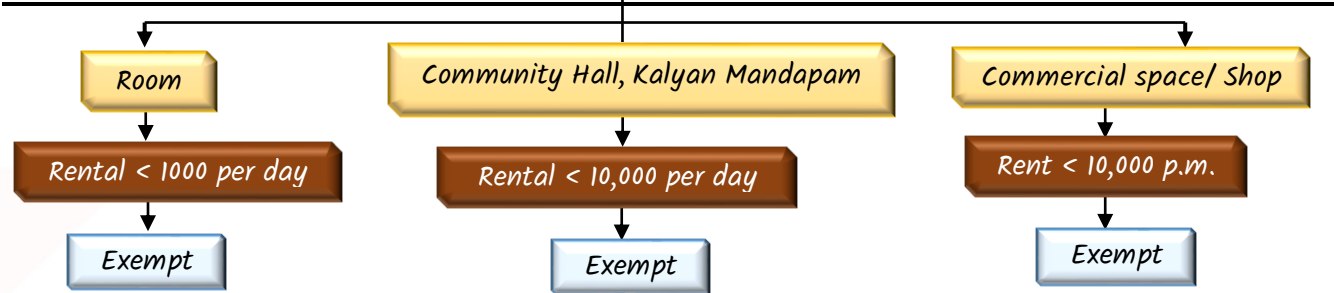 Room
Community Hall, Kalyan Mandapam
Commercial space/ Shop
Rental < 1000 per day
Rental < 10,000 per day
Rent < 10,000 p.m.
Exempt
Exempt
Exempt